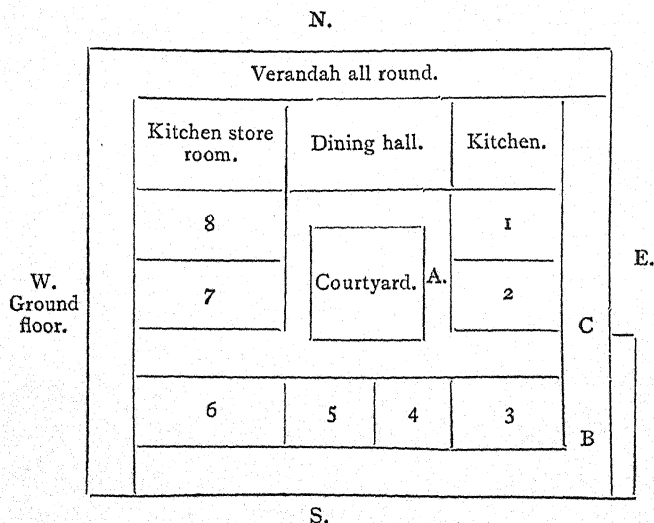 N.
Verandah all round.
Kitchen store
room.
Dining hall.
Kitchen.
8
1
W.
Ground
floor.
7
Courtyard.
A.
2
E.
C
6
5
4
3
B
S.